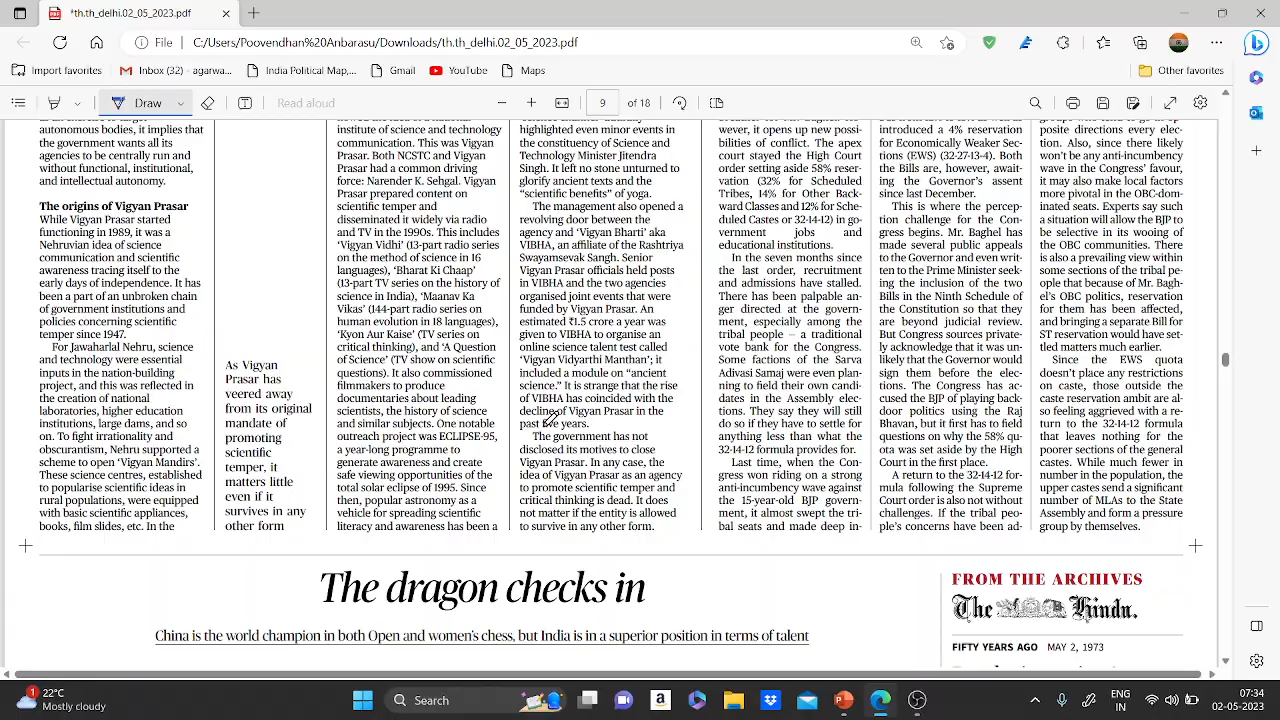 *th.th_delhi.02_05_2023.pdf
File
C:/Users/Poovendhan%20Anbarasu/Downloads/th.th_delhi.02_05_2023.pdf
Import favorites
Inbox (32) - agarwa...
India Political Map,...
Gmail
YouTube
Maps
Other favorites
Draw
Read aloud
9
of 18
autonomous bodies, it implies that
the government wants all its
agencies to be centrally run and
without functional, institutional,
and intellectual autonomy.
The origins of Vigyan Prasar
While Vigyan Prasar started
functioning in 1989, it was a
Nehruvian idea of science
communication and scientific
awareness tracing itself to the
early days of independence. It has
been a part of an unbroken chain
of government institutions and
policies concerning scientific
temper since 1947.
For Jawaharlal Nehru, science
and technology were essential
inputs in the nation-building
project, and this was reflected in
the creation of national
laboratories, higher education
institutions, large dams, and so
on. To fight irrationality and
obscurantism, Nehru supported a
scheme to open ‘Vigyan Mandirs’.
These science centres, established
to popularise scientific ideas in
rural populations, were equipped
with basic scientific appliances,
books, film slides, etc. In the
As Vigyan
Prasar has
veered away
from its original
mandate of
promoting
scientific
temper, it
matters little
even if it
survives in any
other form
institute of science and technology
communication. This was Vigyan
Prasar. Both NCSTC and Vigyan
Prasar had a common driving
force: Narender K. Sehgal. Vigyan
Prasar prepared content on
scientific temper and
disseminated it widely via radio
and TV in the 1990s. This includes
‘Vigyan Vidhi’ (13-part radio series
on the method of science in 16
languages), ‘Bharat Ki Chaap’
(13-part TV series on the history of
science in India), ‘Maanav Ka
Vikas’ (144-part radio series on
human evolution in 18 languages),
‘Kyon Aur Kaise’ (TV series on
critical thinking), and ‘A Question
of Science’ (TV show on scientific
questions). It also commissioned
filmmakers to produce
documentaries about leading
scientists, the history of science
and similar subjects. One notable
outreach project was ECLIPSE-95,
a year-long programme to
generate awareness and create
safe viewing opportunities of the
total solar eclipse of 1995. Since
then, popular astronomy as a
vehicle for spreading scientific
literacy and awareness has been a
highlighted even minor events in
the constituency of Science and
Technology Minister Jitendra
Singh. It left no stone unturned to
glorify ancient texts and the
“scientific benefits” of yoga.
The management also opened a
revolving door between the
agency and ‘Vigyan Bharti’ aka
VIBHA, an affiliate of the Rashtriya
Swayamsevak Sangh. Senior
Vigyan Prasar officials held posts
in VIBHA and the two agencies
organised joint events that were
funded by Vigyan Prasar. An
estimated ₹1.5 crore a year was
given to VIBHA to organise an
online science talent test called
‘Vigyan Vidyarthi Manthan’; it
included a module on “ancient
science.” It is strange that the rise
of VIBHA has coincided with the
decline of Vigyan Prasar in the
past five years.
The government has not
disclosed its motives to close
Vigyan Prasar. In any case, the
idea of Vigyan Prasar as an agency
to promote scientific temper and
critical thinking is dead. It does
not matter if the entity is allowed
to survive in any other form.
wever, it opens up new possi-
bilities of conflict. The apex
court stayed the High Court
order setting aside 58% reser-
vation (32% for Scheduled
Tribes, 14% for Other Back-
ward Classes and 12% for Sche-
duled Castes or 32-14-12) in go-
vernment jobs and
educational institutions.
In the seven months since
the last order, recruitment
and admissions have stalled.
There has been palpable an-
ger directed at the govern-
ment, especially among the
tribal people – a traditional
vote bank for the Congress.
Some factions of the Sarva
Adivasi Samaj were even plan-
ning to field their own candi-
dates in the Assembly elec-
tions. They say they will still
do so if they have to settle for
anything less than what the
32-14-12 formula provides for.
Last time, when the Con-
gress won riding on a strong
anti-incumbency wave against
the 15-year-old BJP govern-
ment, it almost swept the tri-
bal seats and made deep in-
introduced a 4% reservation
for Economically Weaker Sec-
tions (EWS) (32-27-13-4). Both
the Bills are, however, await-
ing the Governor’s assent
since last December.
This is where the percep-
tion challenge for the Con-
gress begins. Mr. Baghel has
made several public appeals
to the Governor and even writ-
ten to the Prime Minister seek-
ing the inclusion of the two
Bills in the Ninth Schedule of
the Constitution so that they
are beyond judicial review.
But Congress sources private-
ly acknowledge that it was un-
likely that the Governor would
sign them before the elec-
tions. The Congress has ac-
cused the BJP of playing back-
door politics using the Raj
Bhavan, but it first has to field
questions on why the 58% qu-
ota was set aside by the High
Court in the first place.
A return to the 32-14-12 for-
mula following the Supreme
Court order is also not without
challenges. If the tribal peo-
ple’s concerns have been ad-
posite directions every elec-
tion. Also, since there likely
won’t be any anti-incumbency
wave in the Congress’ favour,
it may also make local factors
more pivotal in the OBC-dom-
inated seats. Experts say such
a situation will allow the BJP to
be selective in its wooing of
the OBC communities. There
is also a prevailing view within
some sections of the tribal pe-
ople that because of Mr. Bagh-
el’s OBC politics, reservation
for them has been affected,
and bringing a separate Bill for
ST reservation would have set-
tled matters much earlier.
Since the EWS quota
doesn’t place any restrictions
on caste, those outside the
caste reservation ambit are al-
so feeling aggrieved with a re-
turn to the 32-14-12 formula
that leaves nothing for the
poorer sections of the general
castes. While much fewer in
number in the population, the
upper castes send a significant
number of MLAs to the State
Assembly and form a pressure
group by themselves.
The dragon checks in
China is the world champion in both Open and women’s chess, but India is in a superior position in terms of talent
FROM THE ARCHIVES
The Hindu.
FIFTY YEARS AGO MAY 2, 1973
1
22°C
Mostly cloudy
Search
ENG
IN
07:34
02-05-2023